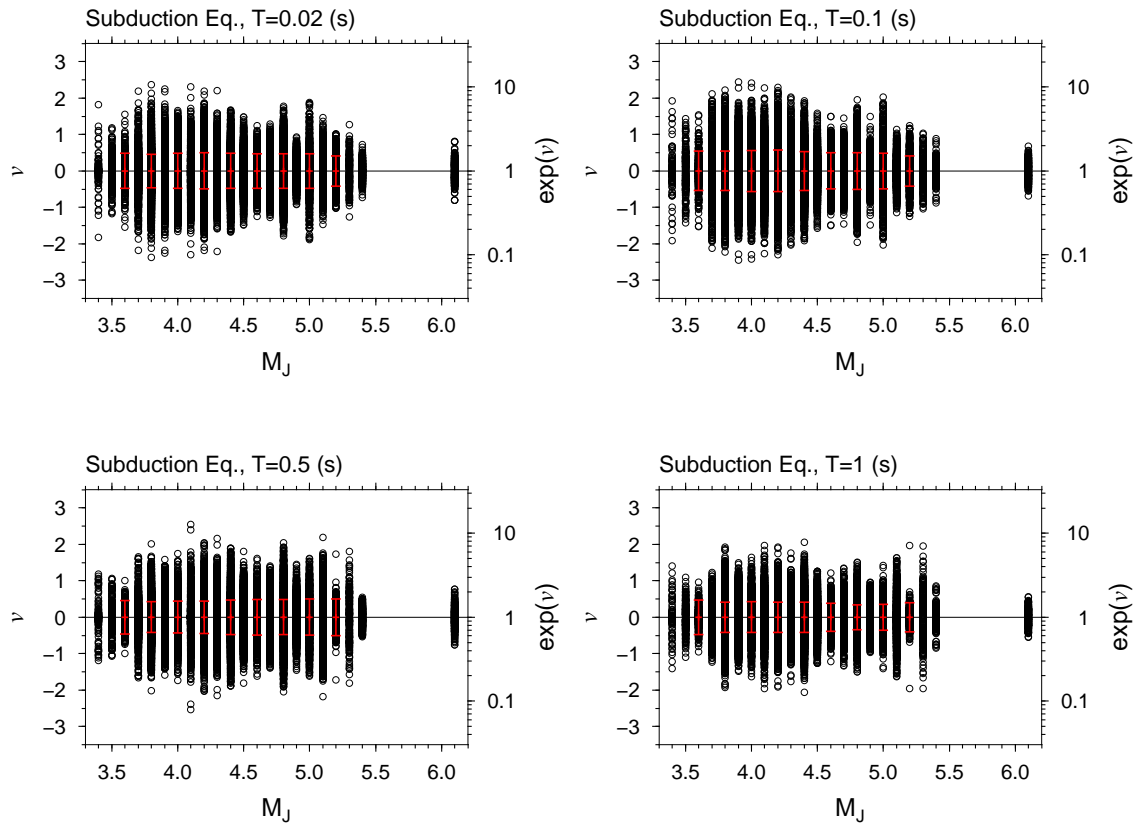 Subduction Eq., T=0.02 (s)
3
2
1
0
−1
−2
−3
ν
10
1
0.1
exp(ν)
3.5 4.0 4.5 5.0 5.5 6.0
M_J
Subduction Eq., T=0.1 (s)
3
2
1
0
−1
−2
−3
ν
10
1
0.1
exp(ν)
3.5 4.0 4.5 5.0 5.5 6.0
M_J
Subduction Eq., T=0.5 (s)
3
2
1
0
−1
−2
−3
ν
10
1
0.1
exp(ν)
3.5 4.0 4.5 5.0 5.5 6.0
M_J
Subduction Eq., T=1 (s)
3
2
1
0
−1
−2
−3
ν
10
1
0.1
exp(ν)
3.5 4.0 4.5 5.0 5.5 6.0
M_J